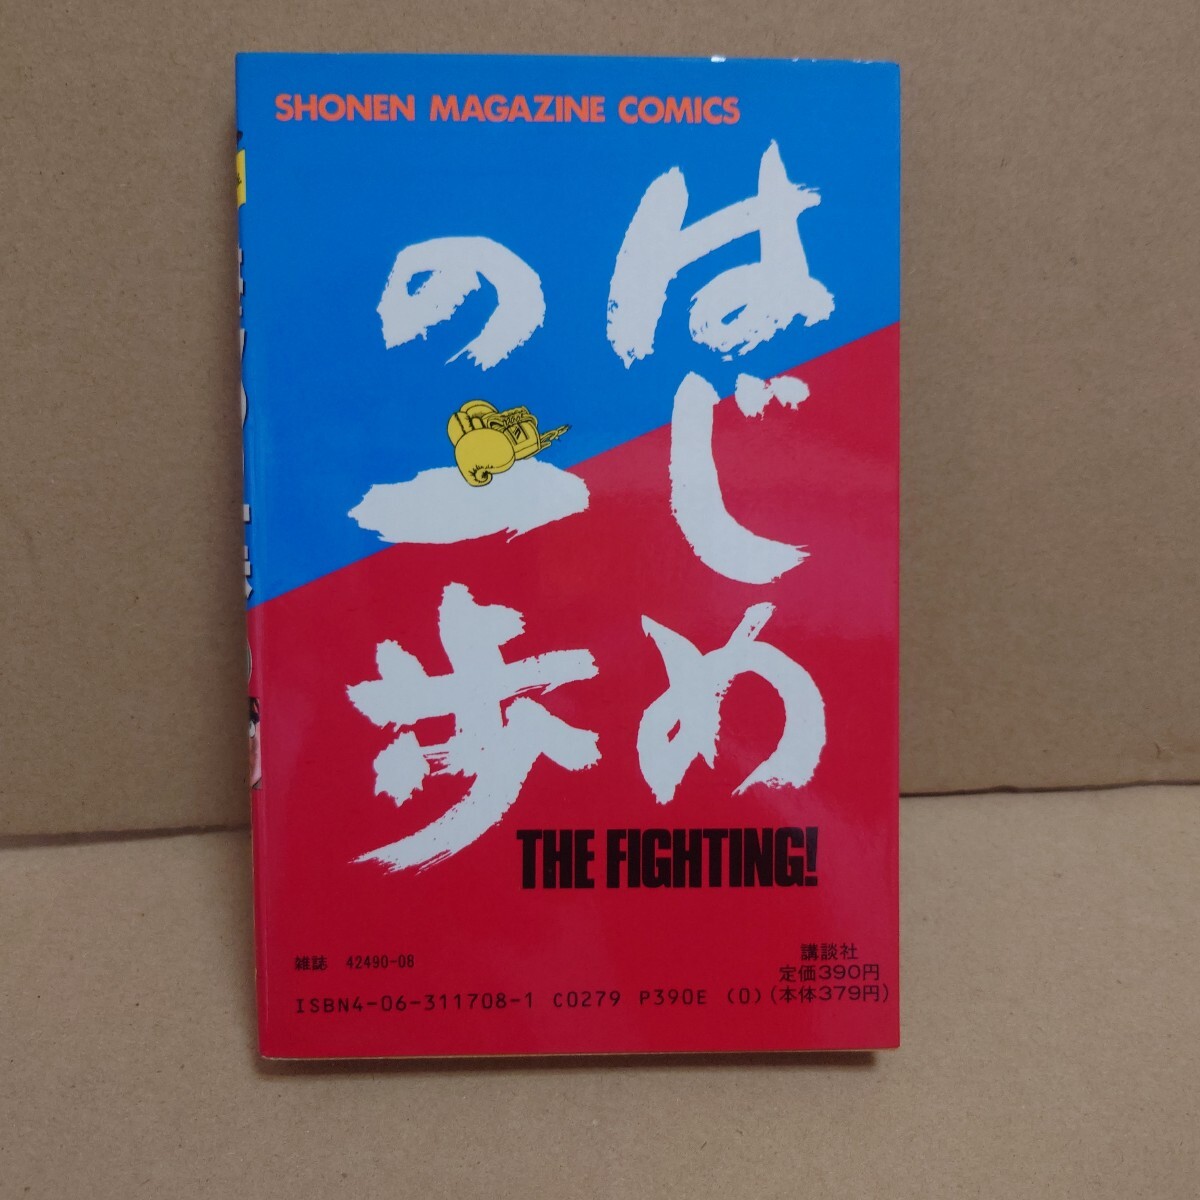 SHONEN MAGAZINE COMICS
はじめ
の一歩
THE FIGHTING!
雑誌 42490-08
講談社
定価390円
ISBN4-06-311708-1 C0279 P390E (0) (本体379円)